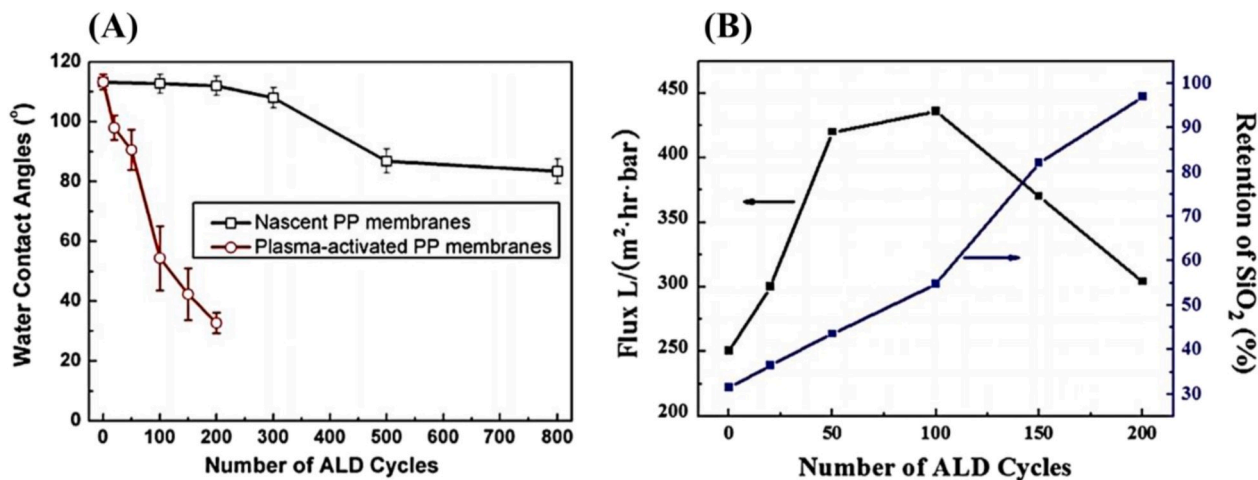 (A)
Water Contact Angles (°)
120
100
80
60
40
20
0
Nascent PP membranes
Plasma-activated PP membranes
0 100 200 300 400 500 600 700 800
Number of ALD Cycles
(B)
Flux L/(m²·hr·bar)
450
400
350
300
250
200
100
90
80
70
60
50
40
30
Retention of SiO₂ (%)
0 50 100 150 200
Number of ALD Cycles